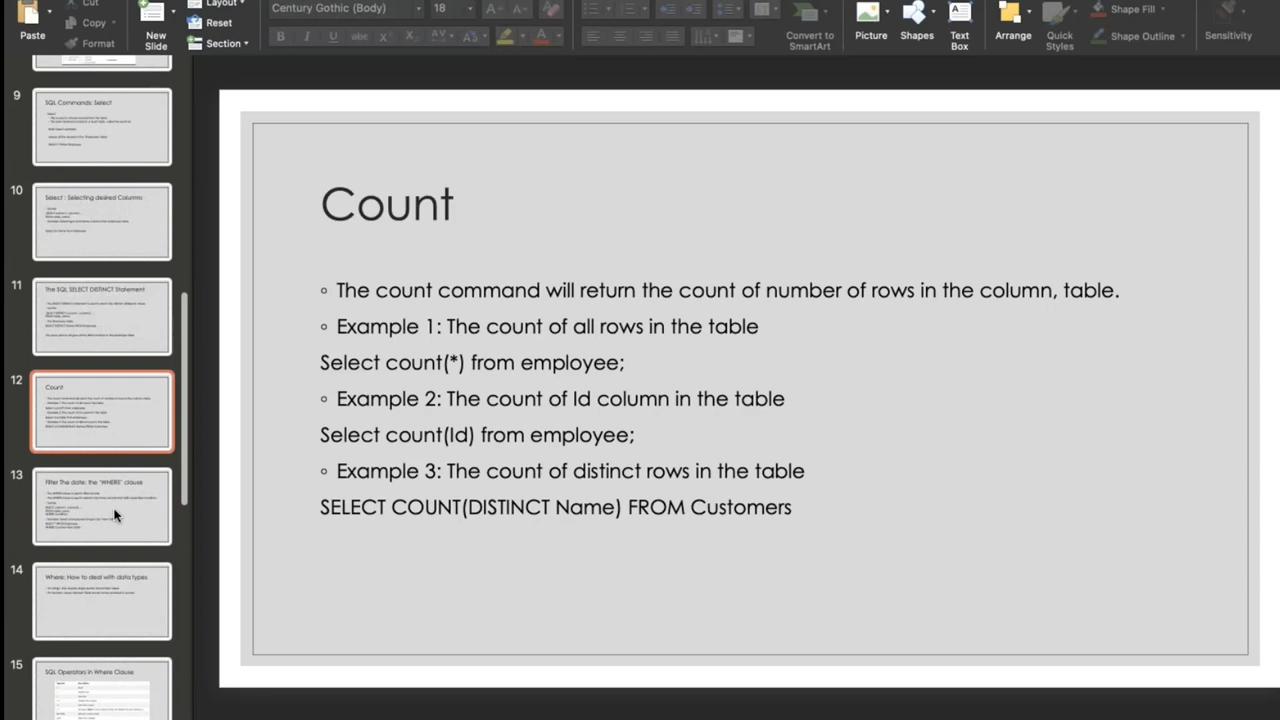 Cut
Copy
Format
Paste
New
Slide
Layout
Reset
Section
Century Gothic (Body)
18
B
I
U
abc
Convert to
SmartArt
Picture
Shapes
Text
Box
Arrange
Quick
Styles
Shape Fill
Shape Outline
Sensitivity
9
SQL Commands: Select
10
Select : Selecting desired Columns
11
The SQL SELECT DISTINCT Statement
12
Count
13
Filter The date: the "WHERE" clause
14
Where: How to deal with data types
15
SQL Operators in Where Clause
Count
The count command will return the count of number of rows in the column, table.
Example 1: The count of all rows in the table
Select count(*) from employee;
Example 2: The count of Id column in the table
Select count(Id) from employee;
Example 3: The count of distinct rows in the table
SELECT COUNT(DISTINCT Name) FROM Customers